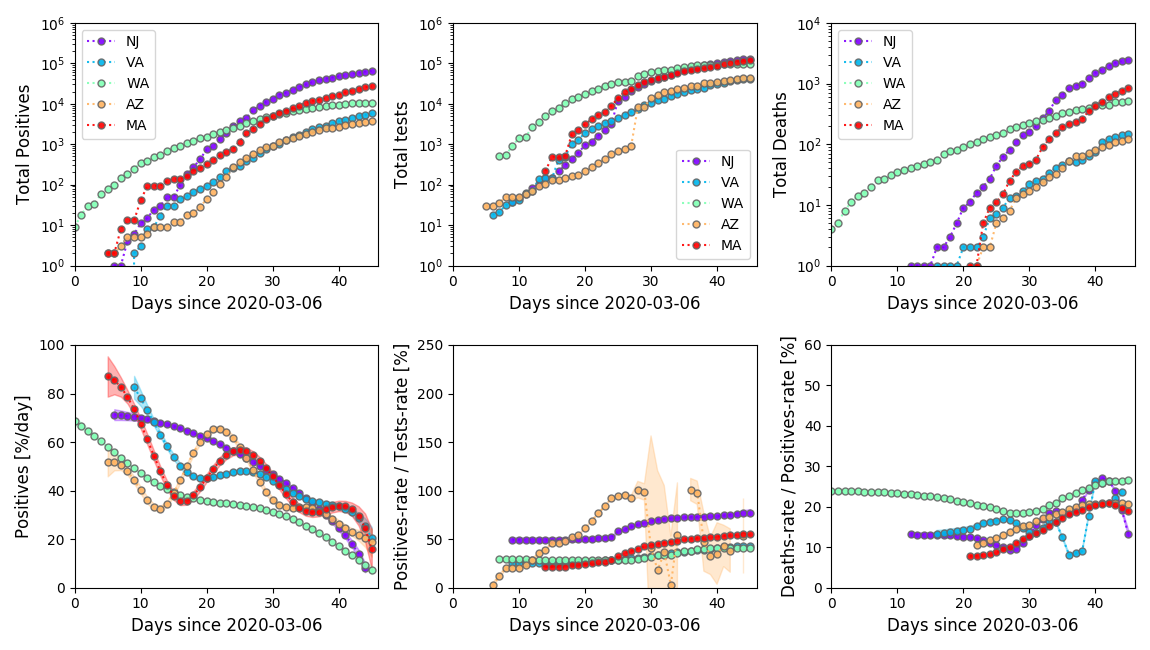 Total Positives
10^6
10^5
10^4
10^3
10^2
10^1
10^0
NJ
VA
WA
AZ
MA
0 10 20 30 40
Days since 2020-03-06
Total tests
10^6
10^5
10^4
10^3
10^2
10^1
10^0
NJ
VA
WA
AZ
MA
0 10 20 30 40
Days since 2020-03-06
Total Deaths
10^4
10^3
10^2
10^1
10^0
NJ
VA
WA
AZ
MA
0 10 20 30 40
Days since 2020-03-06
Positives [%/day]
100
80
60
40
20
0
0 10 20 30 40
Days since 2020-03-06
Positives-rate / Tests-rate [%]
250
200
150
100
50
0
0 10 20 30 40
Days since 2020-03-06
Deaths-rate / Positives-rate [%]
60
50
40
30
20
10
0
0 10 20 30 40
Days since 2020-03-06